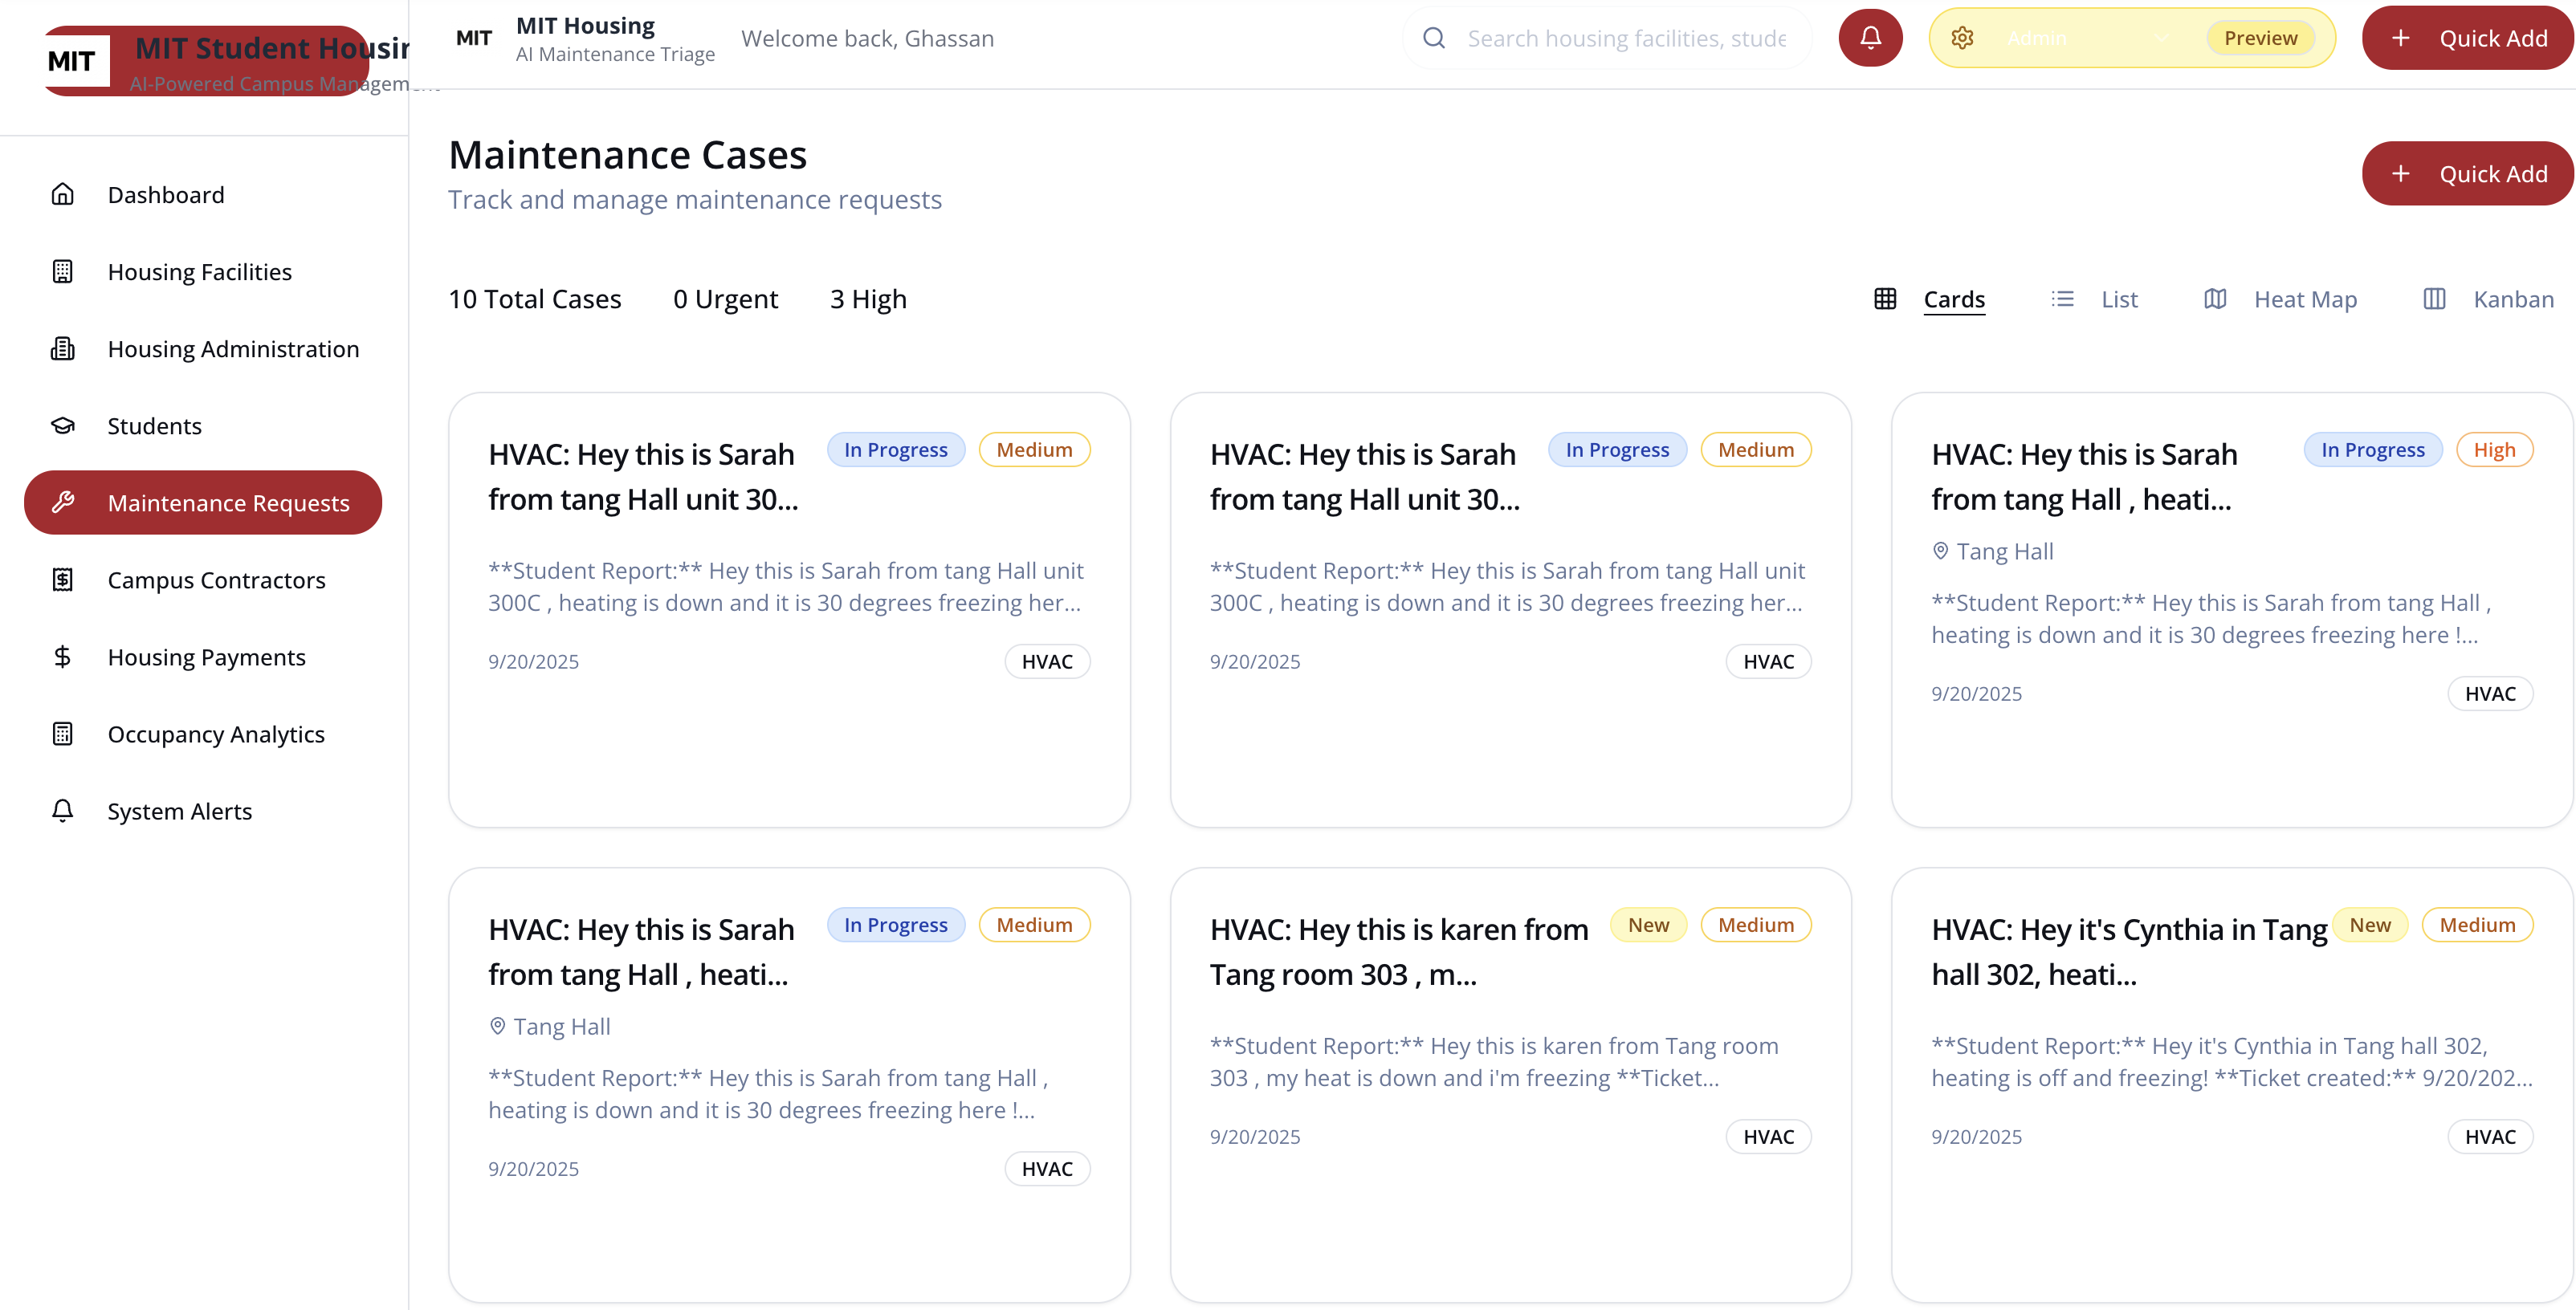 MIT
MIT Student Housin
AI-Powered Campus Management
MIT
MIT Housing
AI Maintenance Triage
Welcome back, Ghassan
Search housing facilities, stude
Admin
Preview
+ Quick Add
Dashboard
Housing Facilities
Housing Administration
Students
Maintenance Requests
Campus Contractors
Housing Payments
Occupancy Analytics
System Alerts
Maintenance Cases
Track and manage maintenance requests
+ Quick Add
10 Total Cases 0 Urgent 3 High
Cards List Heat Map Kanban
HVAC: Hey this is Sarah
from tang Hall unit 30...
In Progress Medium
**Student Report:** Hey this is Sarah from tang Hall unit
300C , heating is down and it is 30 degrees freezing her...
9/20/2025 HVAC
HVAC: Hey this is Sarah
from tang Hall unit 30...
In Progress Medium
**Student Report:** Hey this is Sarah from tang Hall unit
300C , heating is down and it is 30 degrees freezing her...
9/20/2025 HVAC
HVAC: Hey this is Sarah
from tang Hall , heati...
In Progress High
Tang Hall
**Student Report:** Hey this is Sarah from tang Hall ,
heating is down and it is 30 degrees freezing here !...
9/20/2025 HVAC
HVAC: Hey this is Sarah
from tang Hall , heati...
In Progress Medium
Tang Hall
**Student Report:** Hey this is Sarah from tang Hall ,
heating is down and it is 30 degrees freezing here !...
9/20/2025 HVAC
HVAC: Hey this is karen from
Tang room 303 , m...
New Medium
**Student Report:** Hey this is karen from Tang room
303 , my heat is down and i'm freezing **Ticket...
9/20/2025 HVAC
HVAC: Hey it's Cynthia in Tang
hall 302, heati...
New Medium
**Student Report:** Hey it's Cynthia in Tang hall 302,
heating is off and freezing! **Ticket created:** 9/20/202...
9/20/2025 HVAC